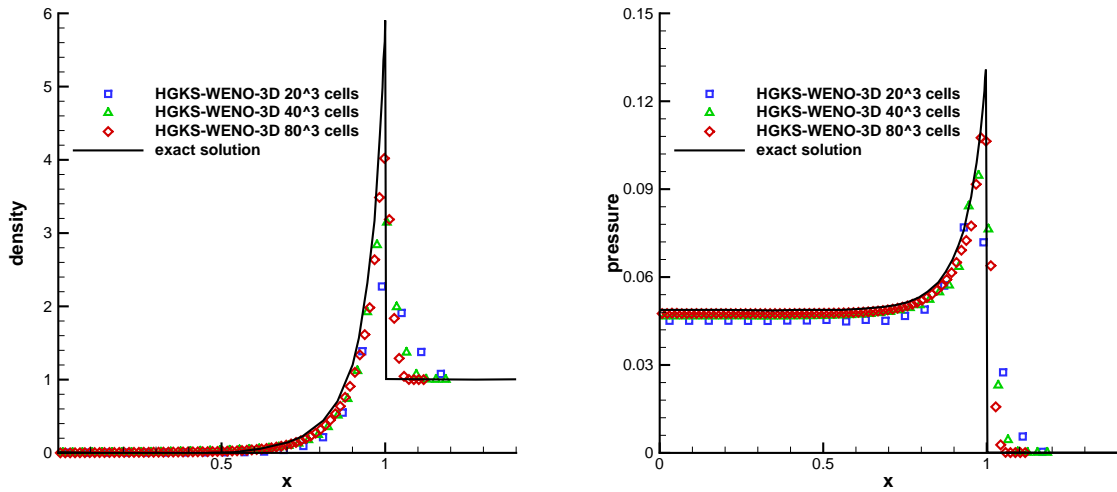 6
5
4
3
2
1
0
density
HGKS-WENO-3D 20^3 cells
HGKS-WENO-3D 40^3 cells
HGKS-WENO-3D 80^3 cells
exact solution
0.5
1
x
0.15
0.12
0.09
0.06
0.03
0
pressure
HGKS-WENO-3D 20^3 cells
HGKS-WENO-3D 40^3 cells
HGKS-WENO-3D 80^3 cells
exact solution
0
0.5
1
x